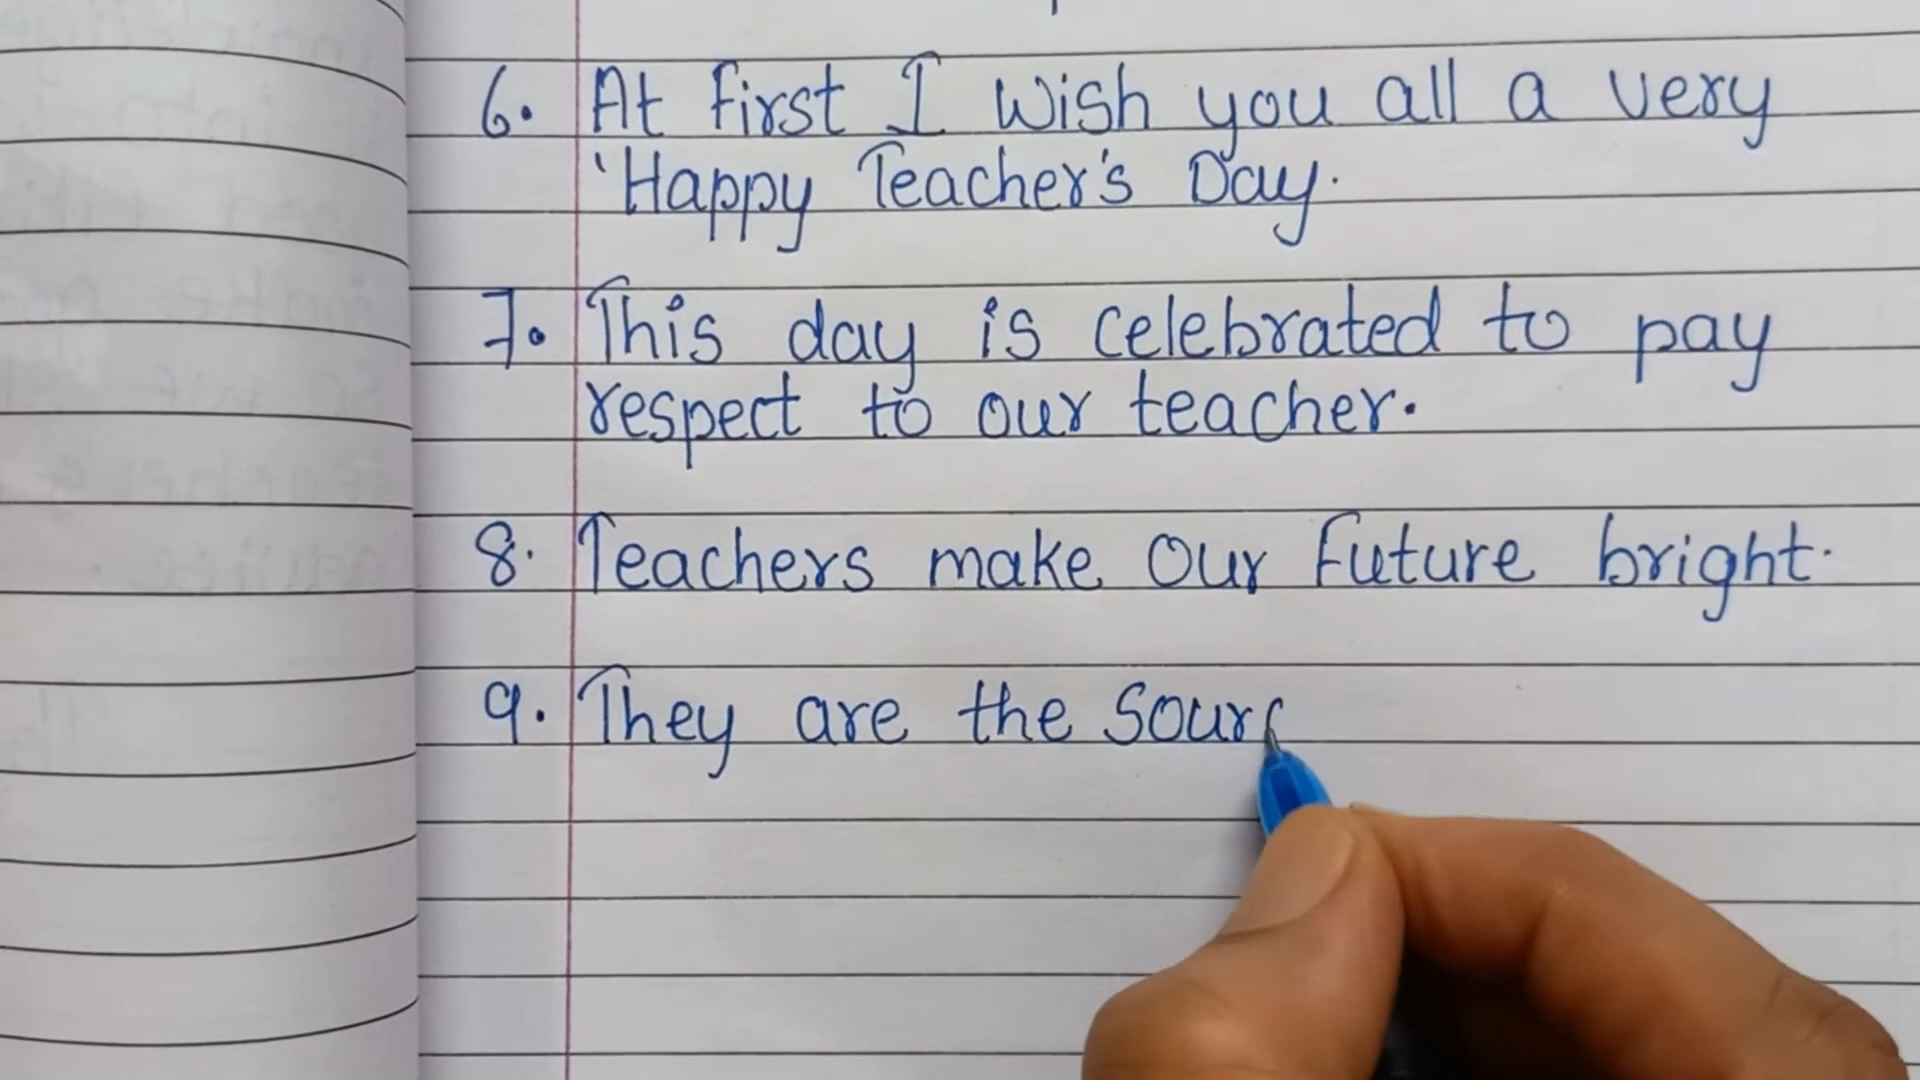 6. At first I wish you all a very
'Happy Teacher's Day.
7. This day is celebrated to pay
respect to our teacher.
8. Teachers make our future bright.
9. They are the Sourc